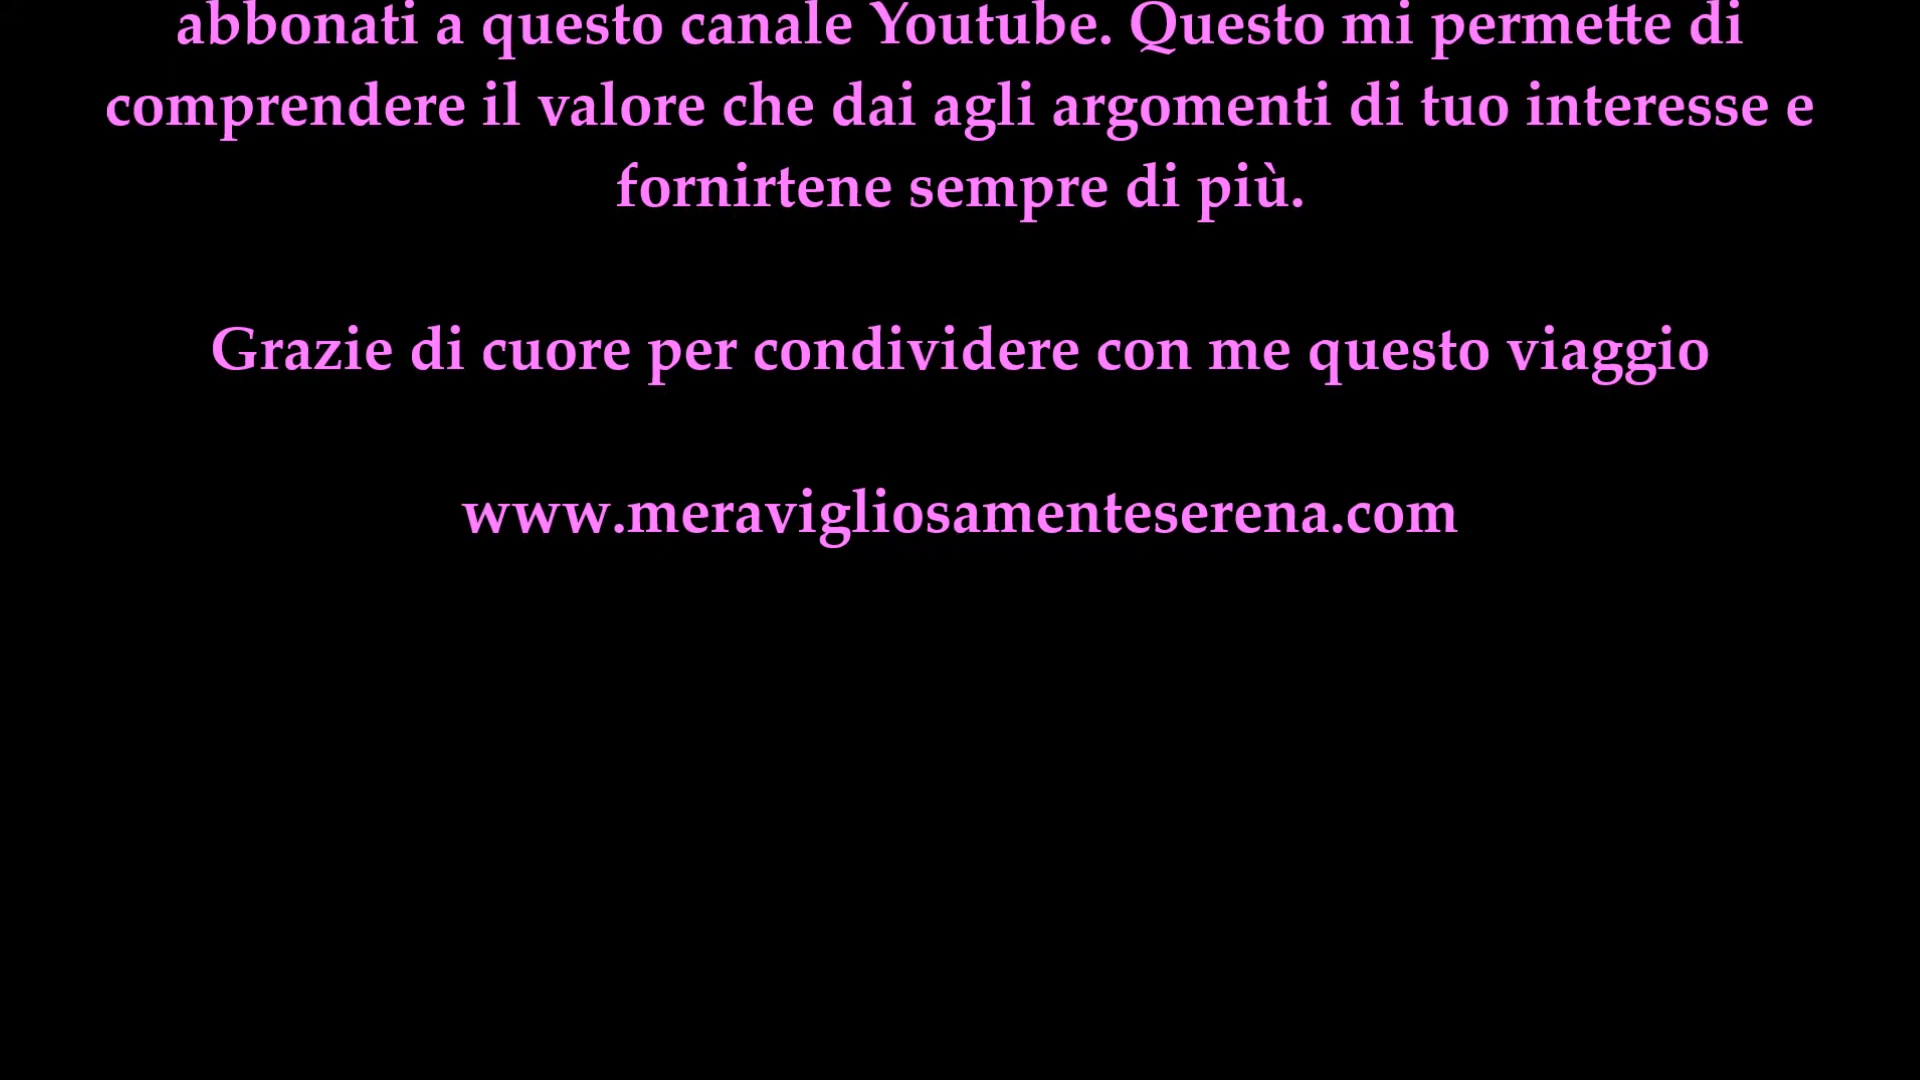 abbonati a questo canale Youtube. Questo mi permette di
comprendere il valore che dai agli argomenti di tuo interesse e
fornirtene sempre di più.
Grazie di cuore per condividere con me questo viaggio
www.meravigliosamenteserena.com